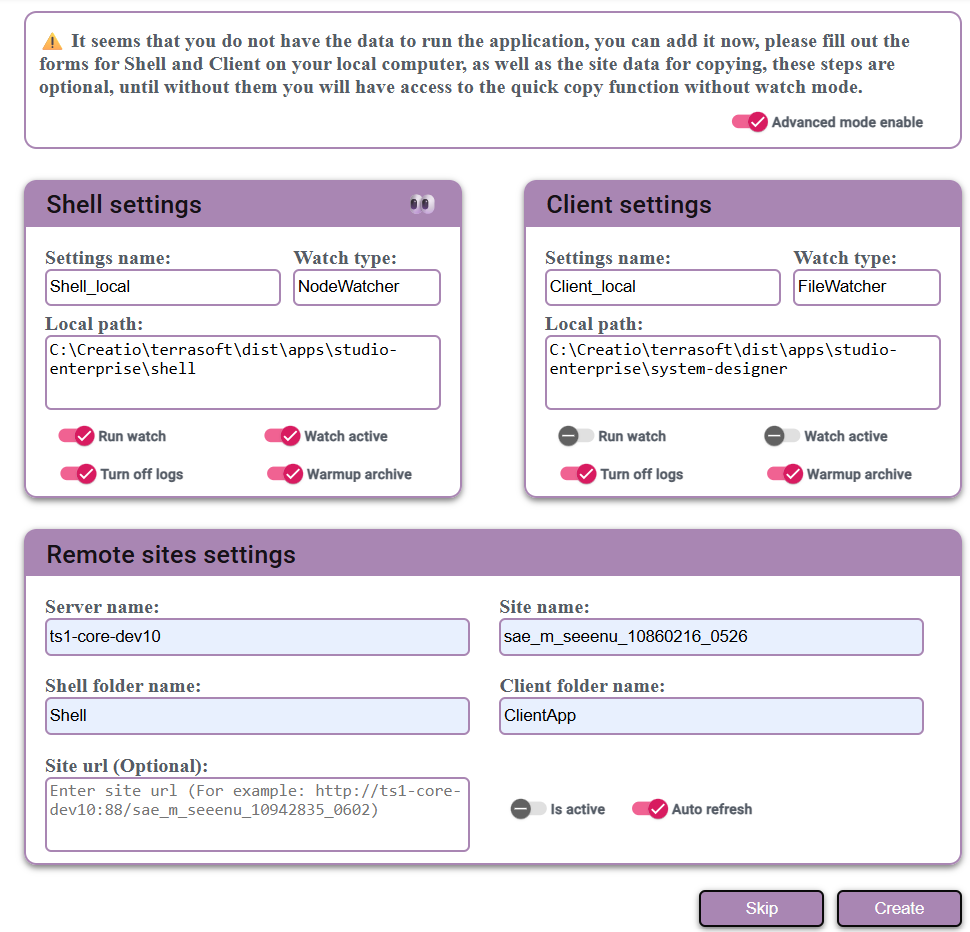 ⚠️ It seems that you do not have the data to run the application, you can add it now, please fill out the
forms for Shell and Client on your local computer, as well as the site data for copying, these steps are
optional, until without them you will have access to the quick copy function without watch mode.
Advanced mode enable
Shell settings 👀
Settings name: Watch type:
Shell_local NodeWatcher
Local path:
C:\Creatio\terrasoft\dist\apps\studio-
enterprise\shell
Run watch Watch active
Turn off logs Warmup archive
Client settings
Settings name: Watch type:
Client_local FileWatcher
Local path:
C:\Creatio\terrasoft\dist\apps\studio-
enterprise\system-designer
Run watch Watch active
Turn off logs Warmup archive
Remote sites settings
Server name: Site name:
ts1-core-dev10 sae_m_seeenu_10860216_0526
Shell folder name: Client folder name:
Shell ClientApp
Site url (Optional):
Enter site url (For example: http://ts1-core-
dev10:88/sae_m_seeenu_10942835_0602)
Is active Auto refresh
Skip Create